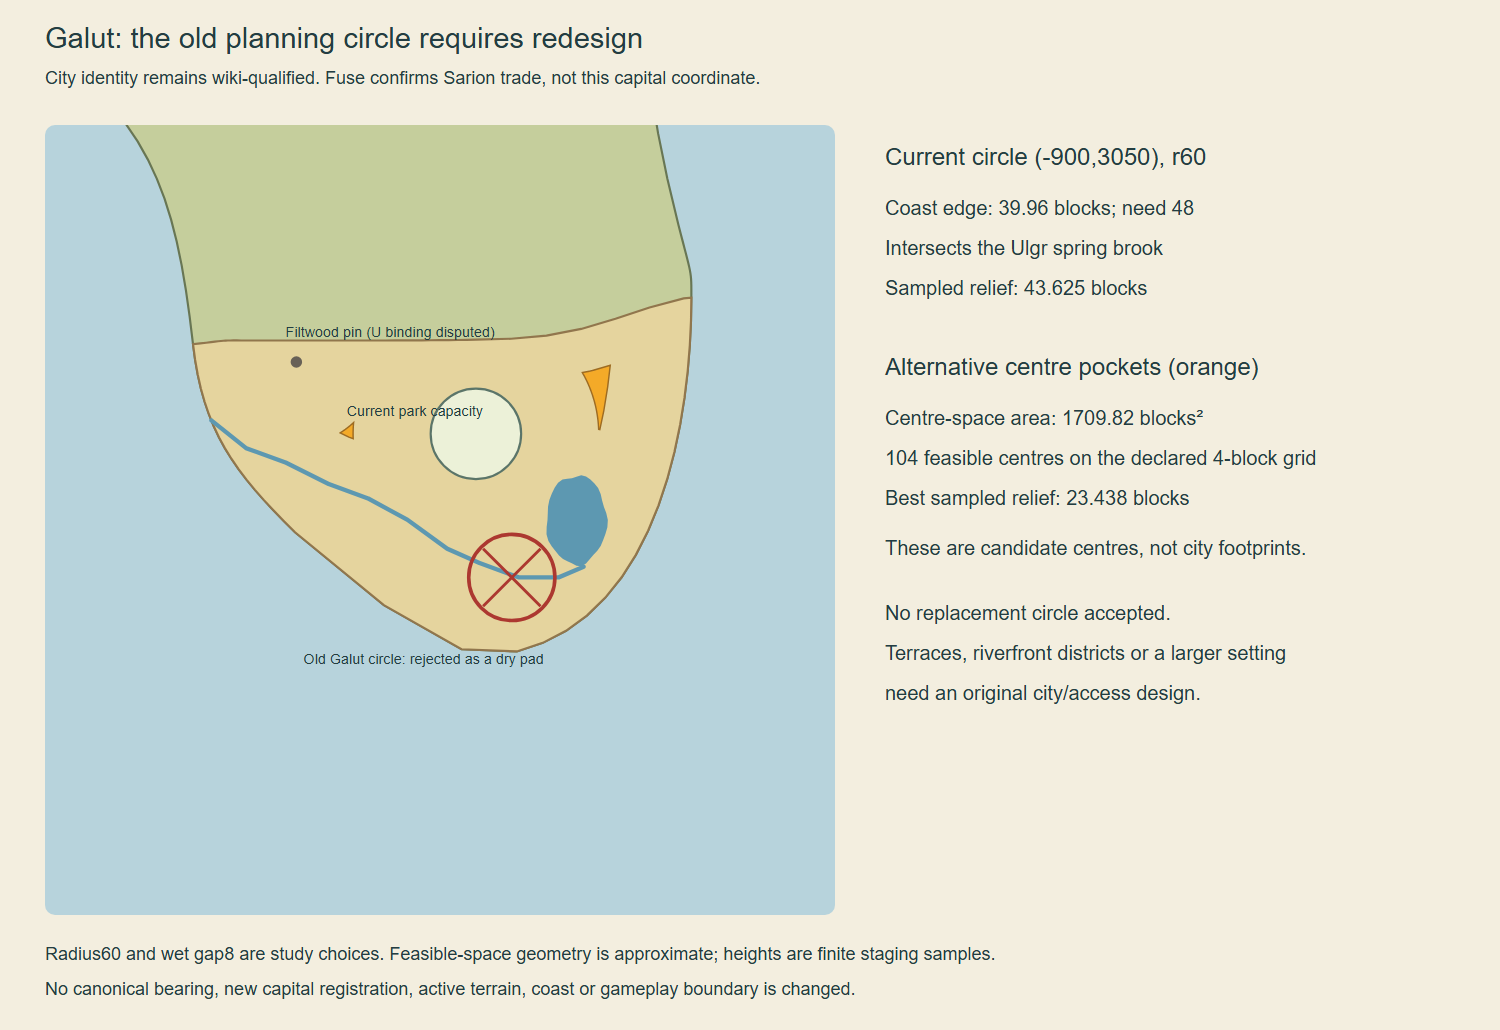 Galut: the old planning circle requires redesign
City identity remains wiki-qualified. Fuse confirms Sarion trade, not this capital coordinate.
Filtwood pin (U binding disputed)
Current park capacity
Old Galut circle: rejected as a dry pad
Current circle (-900,3050), r60
Coast edge: 39.96 blocks; need 48
Intersects the Ulgr spring brook
Sampled relief: 43.625 blocks
Alternative centre pockets (orange)
Centre-space area: 1709.82 blocks²
104 feasible centres on the declared 4-block grid
Best sampled relief: 23.438 blocks
These are candidate centres, not city footprints.
No replacement circle accepted.
Terraces, riverfront districts or a larger setting
need an original city/access design.
Radius60 and wet gap8 are study choices. Feasible-space geometry is approximate; heights are finite staging samples.
No canonical bearing, new capital registration, active terrain, coast or gameplay boundary is changed.